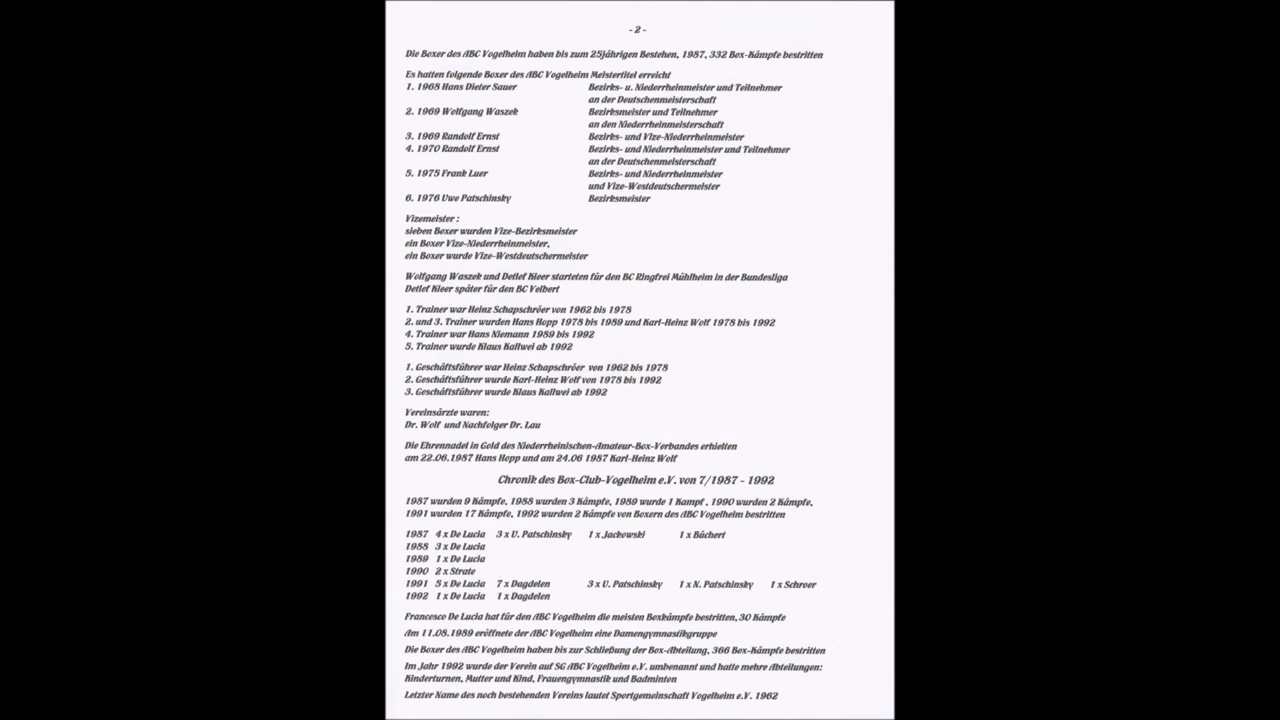 - 2 -
Die Boxer des ABC Vogelheim haben bis zum 25jährigen Bestehen, 1987, 332 Box-Kämpfe bestritten
Es hatten folgende Boxer des ABC Vogelheim Meistertitel erreicht
1. 1968 Hans Dieter Sauer Bezirks- u. Niederrheinmeister und Teilnehmer
an der Deutschenmeisterschaft
2. 1969 Wolfgang Waszek Bezirksmeister und Teilnehmer
an den Niederrheinmeisterschaft
3. 1969 Randolf Ernst Bezirks- und Vize-Niederrheinmeister
4. 1970 Randolf Ernst Bezirks- und Niederrheinmeister und Teilnehmer
an der Deutschenmeisterschaft
5. 1975 Frank Luer Bezirks- und Niederrheinmeister
und Vize-Westdeutschermeister
6. 1976 Uwe Patschinsky Bezirksmeister
Vizemeister :
sieben Boxer wurden Vize-Bezirksmeister
ein Boxer Vize-Niederrheinmeister,
ein Boxer wurde Vize-Westdeutschermeister
Wolfgang Waszek und Detlef Kleer starteten für den BC Ringfrei Mühlheim in der Bundesliga
Detlef Kleer später für den BC Velbert
1. Trainer war Heinz Schapschröer von 1962 bis 1978
2. und 3. Trainer wurden Hans Hopp 1978 bis 1989 und Karl-Heinz Wolf 1978 bis 1992
4. Trainer war Hans Niemann 1989 bis 1992
5. Trainer wurde Klaus Kallwei ab 1992
1. Geschäftsführer war Heinz Schapschröer von 1962 bis 1978
2. Geschäftsführer wurde Karl-Heinz Wolf von 1978 bis 1992
3. Geschäftsführer wurde Klaus Kallwei ab 1992
Vereinsärzte waren:
Dr. Wolf und Nachfolger Dr. Lau
Die Ehrennadel in Gold des Niederrheinischen-Amateur-Box-Verbandes erhielten
am 22.06.1987 Hans Hopp und am 24.06 1987 Karl-Heinz Wolf
Chronik des Box-Club-Vogelheim e.V. von 7/1987 - 1992
1987 wurden 9 Kämpfe, 1988 wurden 3 Kämpfe, 1989 wurde 1 Kampf , 1990 wurden 2 Kämpfe,
1991 wurden 17 Kämpfe, 1992 wurden 2 Kämpfe von Boxern des ABC Vogelheim bestritten
1987 4 x De Lucia 3 x U. Patschinsky 1 x Jackowski 1 x Büchert
1988 3 x De Lucia
1989 1 x De Lucia
1990 2 x Strate
1991 5 x De Lucia 7 x Dagdelen 3 x U. Patschinsky 1 x N. Patschinsky 1 x Schroer
1992 1 x De Lucia 1 x Dagdelen
Francesco De Lucia hat für den ABC Vogelheim die meisten Boxkämpfe bestritten, 30 Kämpfe
Am 11.08.1989 eröffnete der ABC Vogelheim eine Damengymnastikgruppe
Die Boxer des ABC Vogelheim haben bis zur Schließung der Box-Abteilung, 366 Box-Kämpfe bestritten
Im Jahr 1992 wurde der Verein auf SG ABC Vogelheim e.V. umbenannt und hatte mehre Abteilungen:
Kinderturnen, Mutter und Kind, Frauengymnastik und Badminton
Letzter Name des noch bestehenden Vereins lautet Sportgemeinschaft Vogelheim e.V. 1962